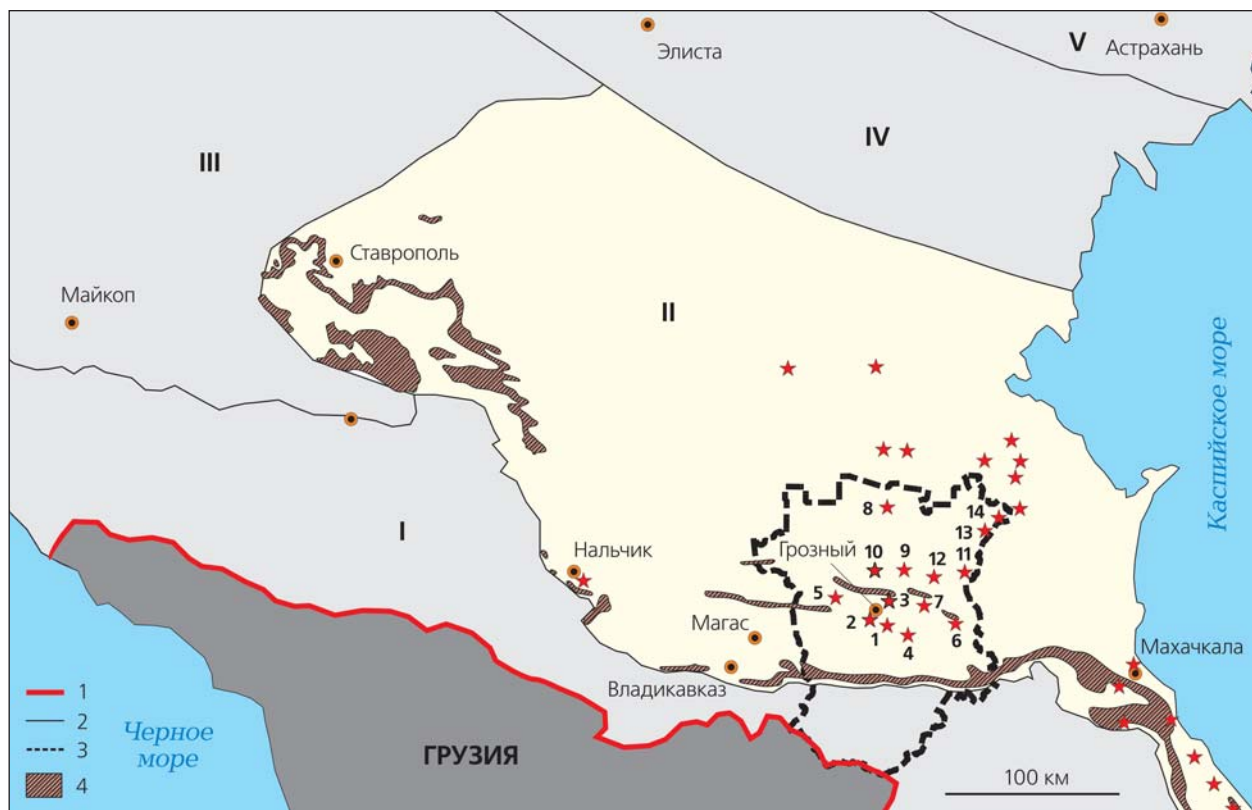 V
Астрахань
Элиста
IV
III
Ставрополь
Майкоп
II
Каспийское море
8
14
13
I
Нальчик
Грозный
10
9
12
11
5
3
7
Магас
2
1
4
6
Махачкала
Владикавказ
1
2
3
4
Черное
море
ГРУЗИЯ
100 км